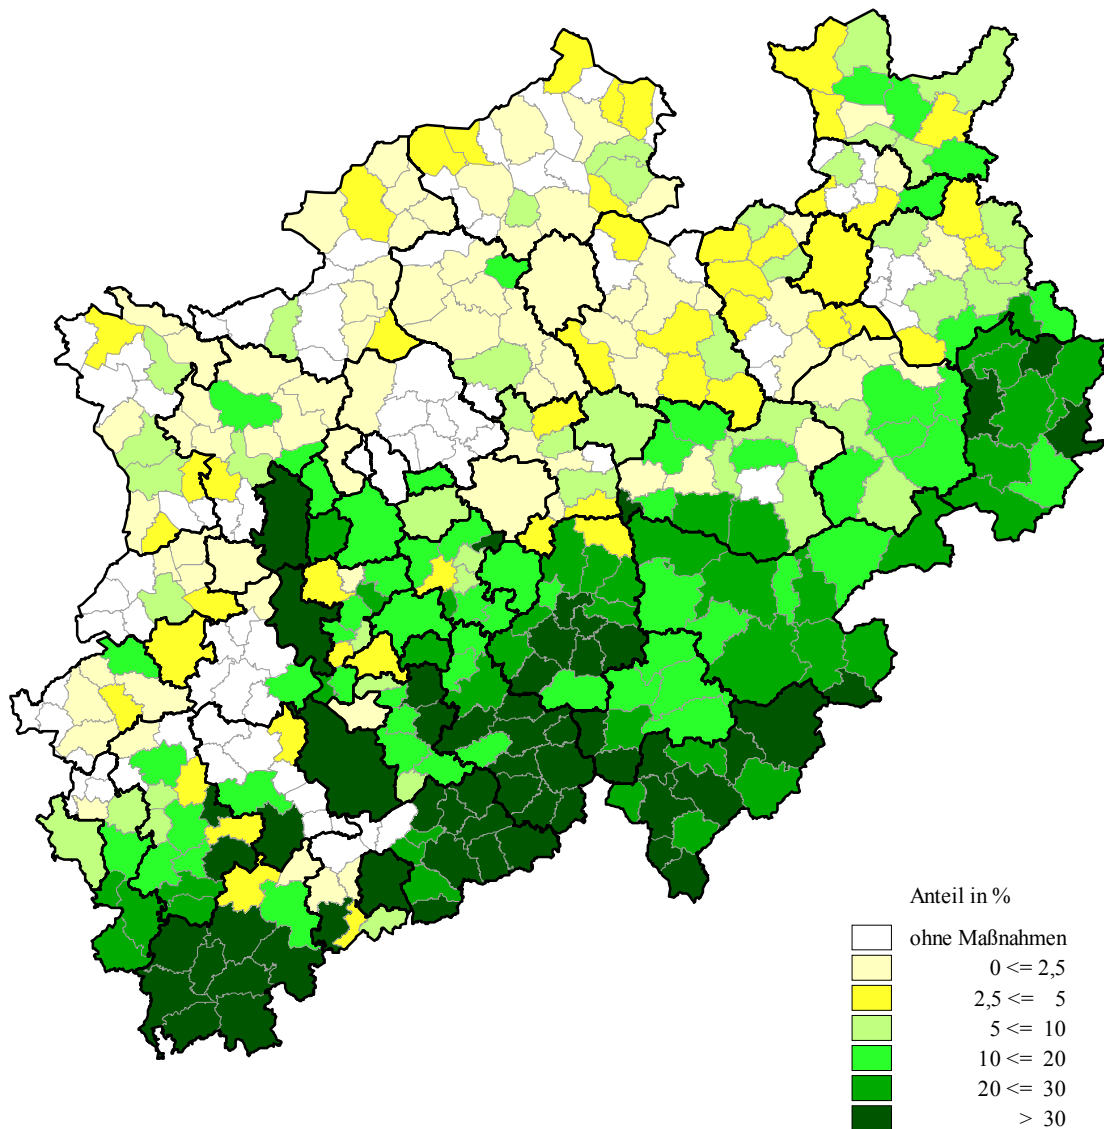 Anteil in %
ohne Maßnahmen
0 <= 2,5
2,5 <= 5
5 <= 10
10 <= 20
20 <= 30
> 30